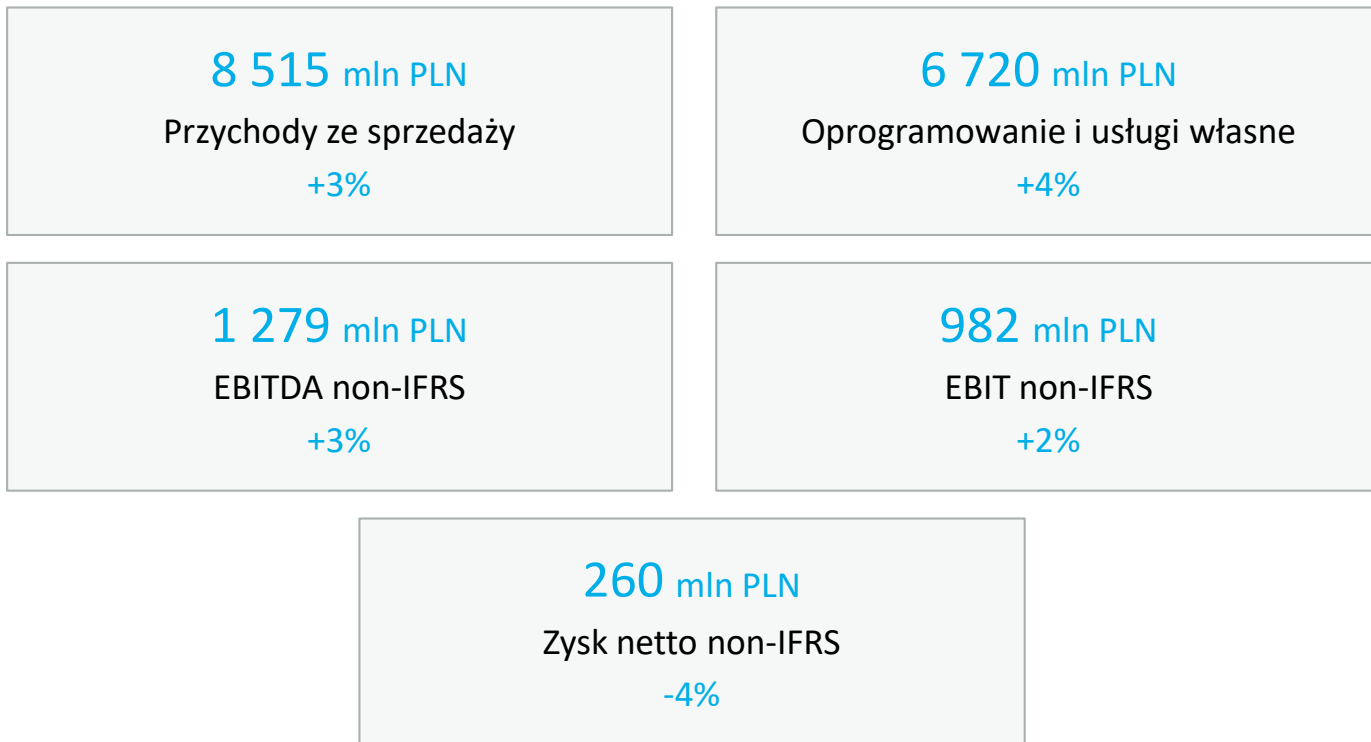 8 515 mln PLN
Przychody ze sprzedaży
+3%
6 720 mln PLN
Oprogramowanie i usługi własne
+4%
1 279 mln PLN
EBITDA non-IFRS
+3%
982 mln PLN
EBIT non-IFRS
+2%
260 mln PLN
Zysk netto non-IFRS
-4%